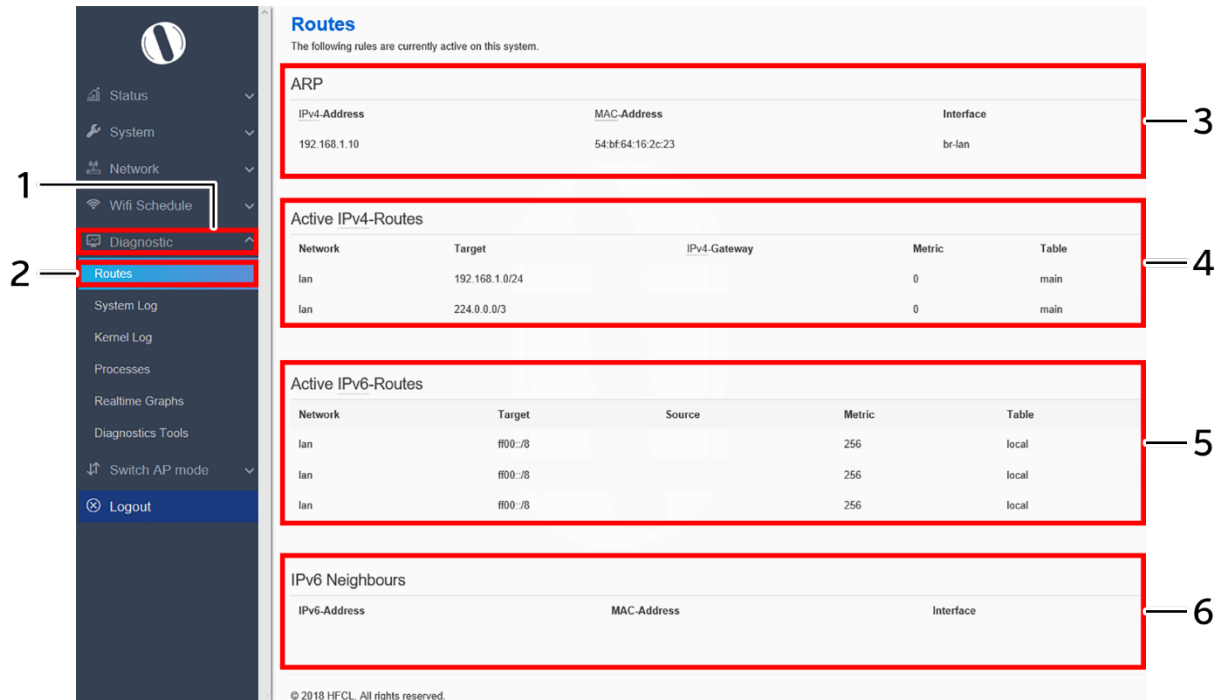 Routes
The following rules are currently active on this system.
Status
System
Network
Wifi Schedule
Diagnostic
Routes
System Log
Kernel Log
Processes
Realtime Graphs
Diagnostics Tools
Switch AP mode
Logout
1
2
ARP
IPv4-Address MAC-Address Interface
192.168.1.10 54:bf:64:16:2c:23 br-lan
3
Active IPv4-Routes
Network Target IPv4-Gateway Metric Table
lan 192.168.1.0/24 0 main
lan 224.0.0.0/3 0 main
4
Active IPv6-Routes
Network Target Source Metric Table
lan ff00::/8 256 local
lan ff00::/8 256 local
lan ff00::/8 256 local
5
IPv6 Neighbours
IPv6-Address MAC-Address Interface
6
© 2018 HFCL. All rights reserved.